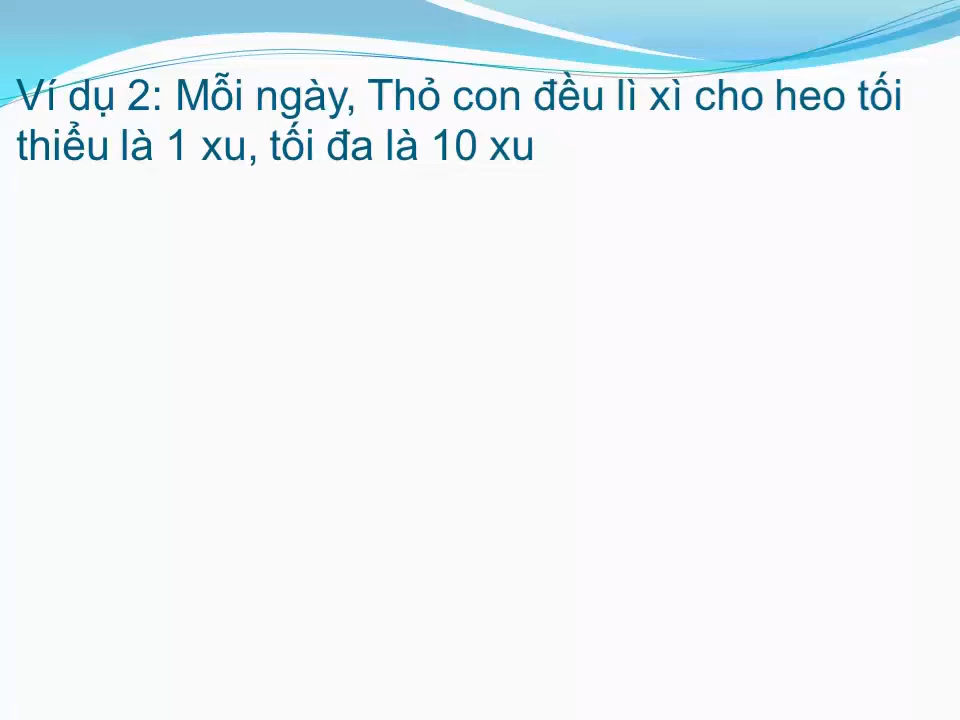 Ví dụ 2: Mỗi ngày, Thỏ con đều lì xì cho heo tối
thiểu là 1 xu, tối đa là 10 xu